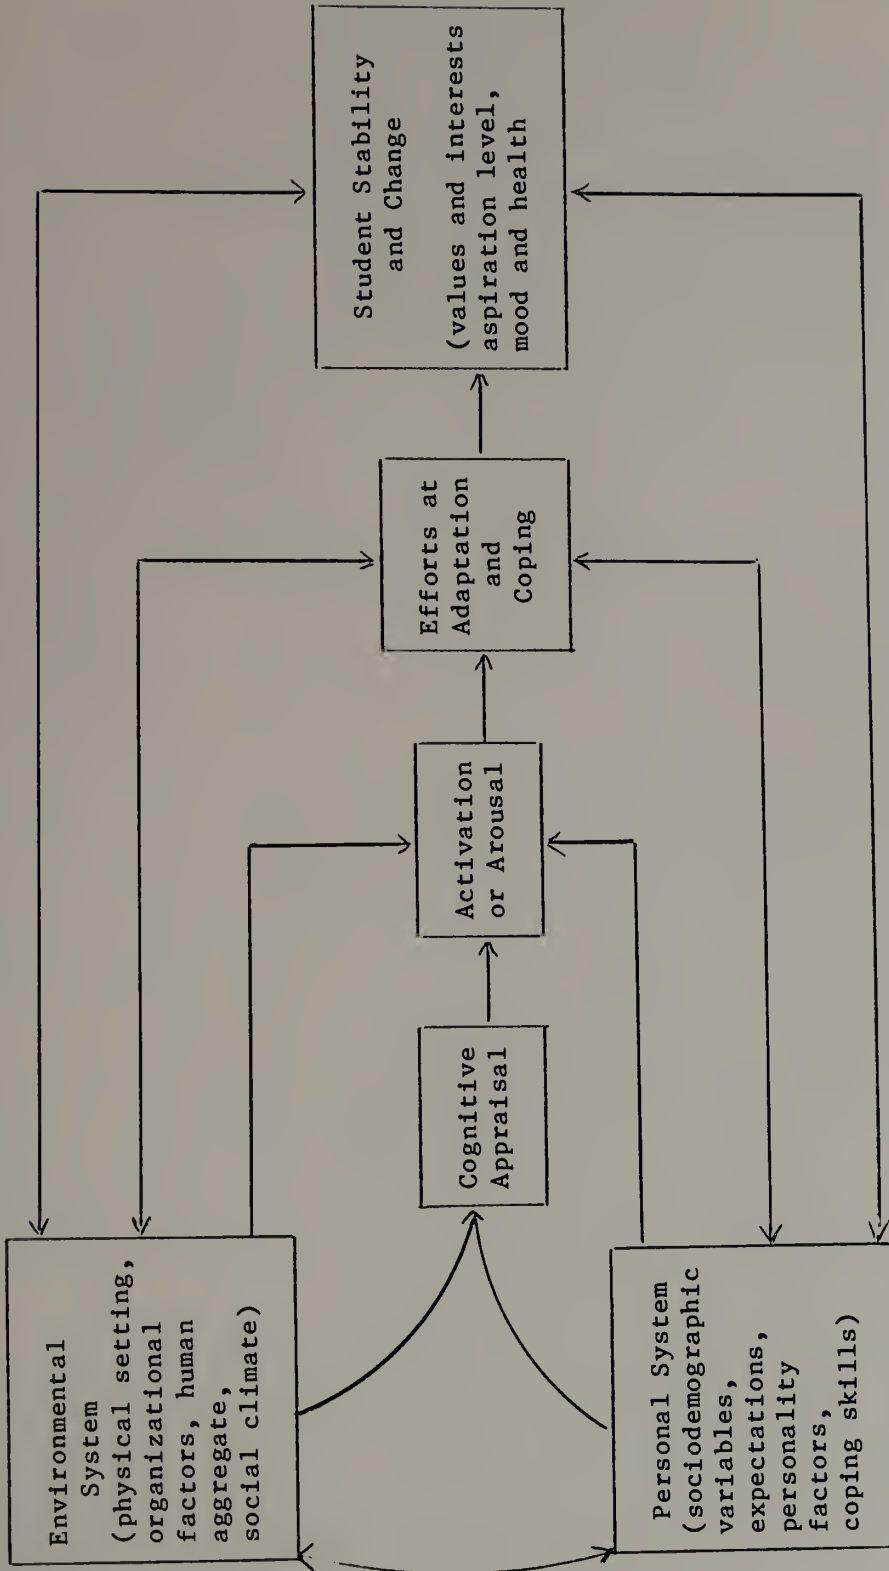 Environmental
System
(physical setting,
organizational
factors, human
aggregate,
social climate)
Personal System
(sociodemographic
variables,
expectations,
personality
factors,
coping skills)
Cognitive
Appraisal
Activation
or Arousal
Efforts at
Adaptation
and
Coping
Student Stability
and Change
(values and interests
aspiration level,
mood and health